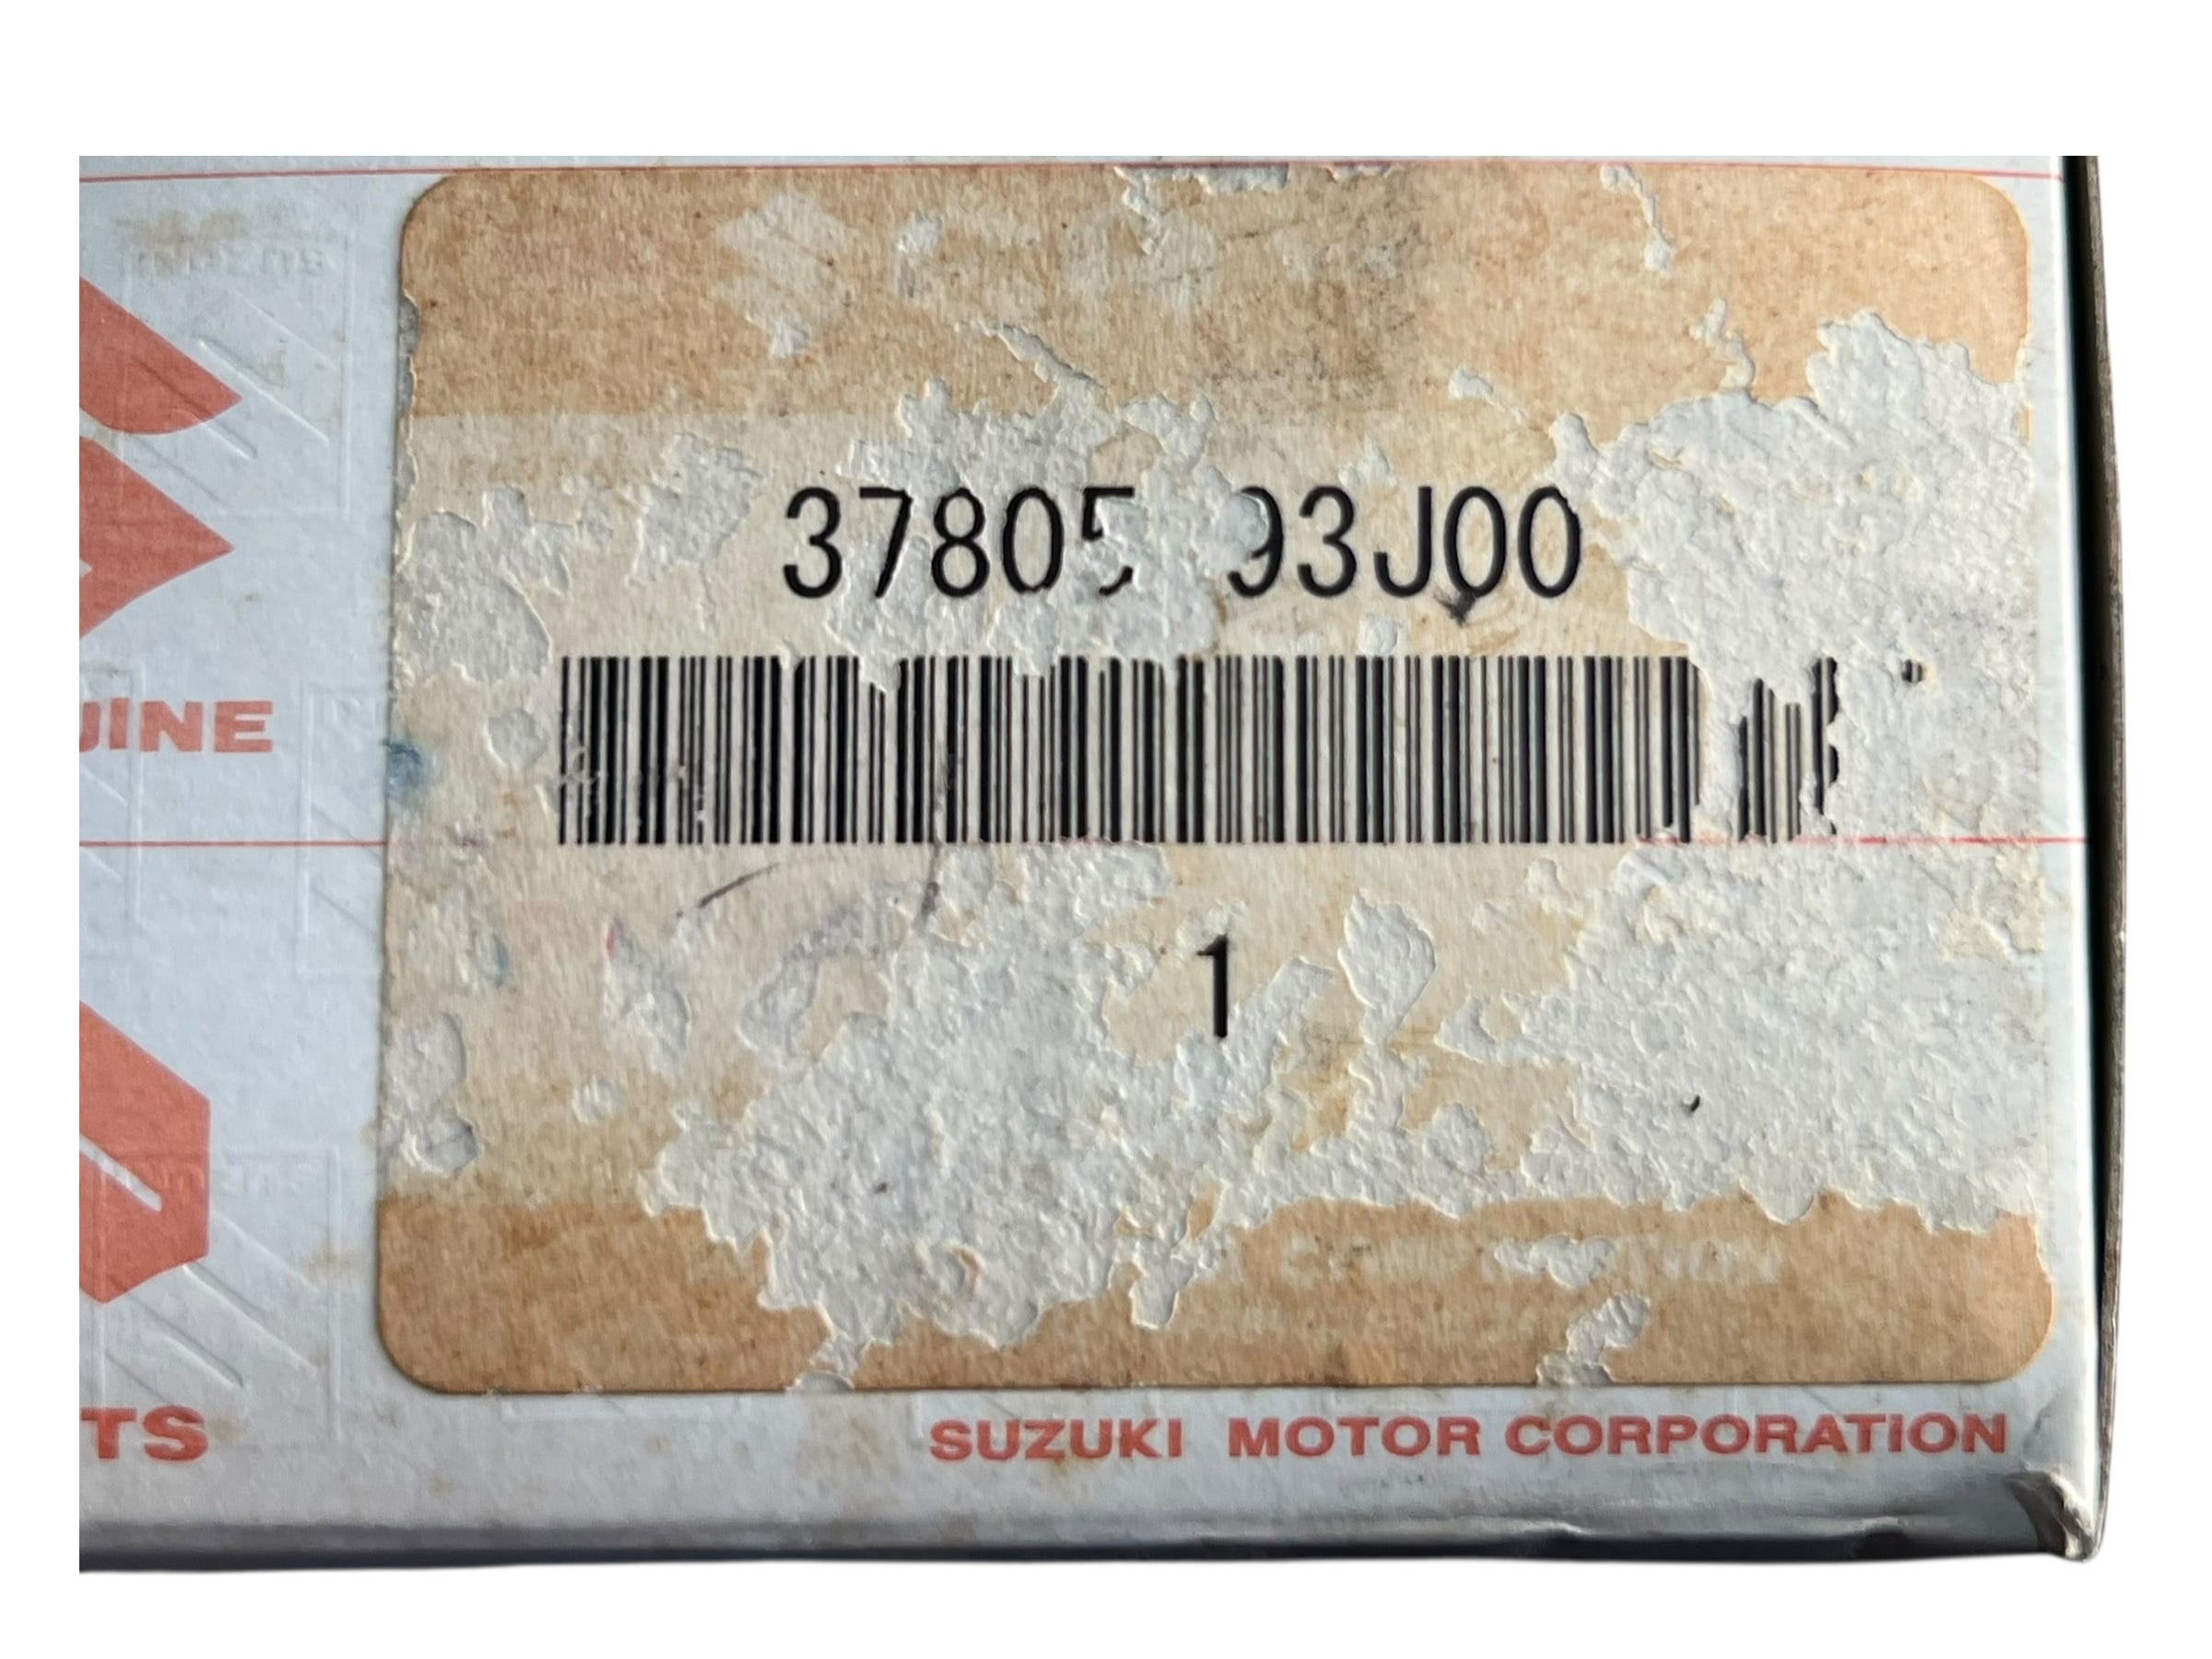 37805 93J00
1
UINE
TS
SUZUKI MOTOR CORPORATION